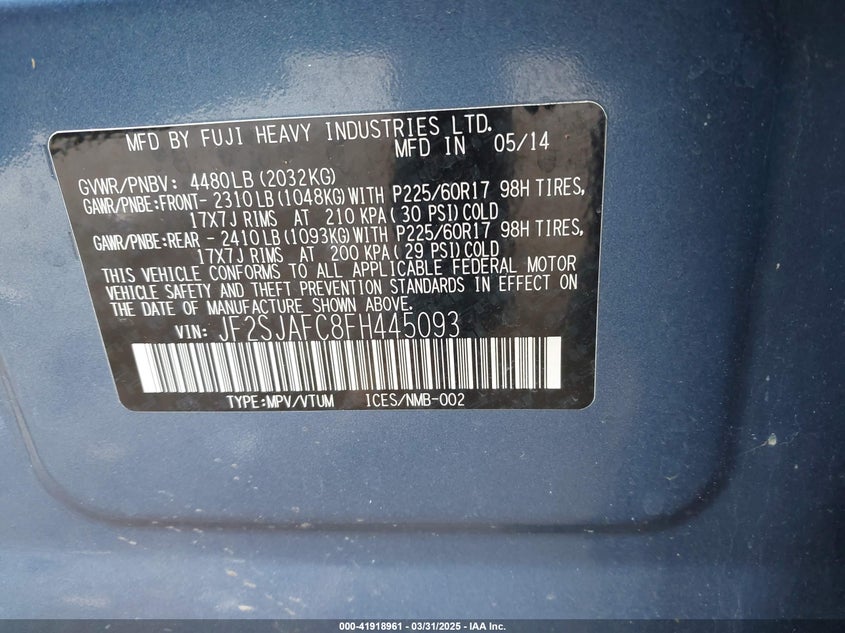 MFD BY FUJI HEAVY INDUSTRIES LTD.
MFD IN 05/14
GVWR/PNBV: 4480LB(2032KG)
GAWR/PNBE:FRONT- 2310LB(1048KG)WITH P225/60R17 98H TIRES,
17X7J RIMS AT 210 KPA( 30 PSI)COLD
GAWR/PNBE:REAR - 2410LB(1093KG)WITH P225/60R17 98H TIRES,
17X7J RIMS AT 200 KPA( 29 PSI)COLD
THIS VEHICLE CONFORMS TO ALL APPLICABLE FEDERAL MOTOR
VEHICLE SAFETY AND THEFT PREVENTION STANDARDS IN EFFECT ON
THE DATE OF MANUFACTURE SHOWN ABOVE.
VIN: JF2SJAFC8FH445093
TYPE:MPV/VTUM ICES/NMB-002
000-41918961 - 03/31/2025 - IAA Inc.